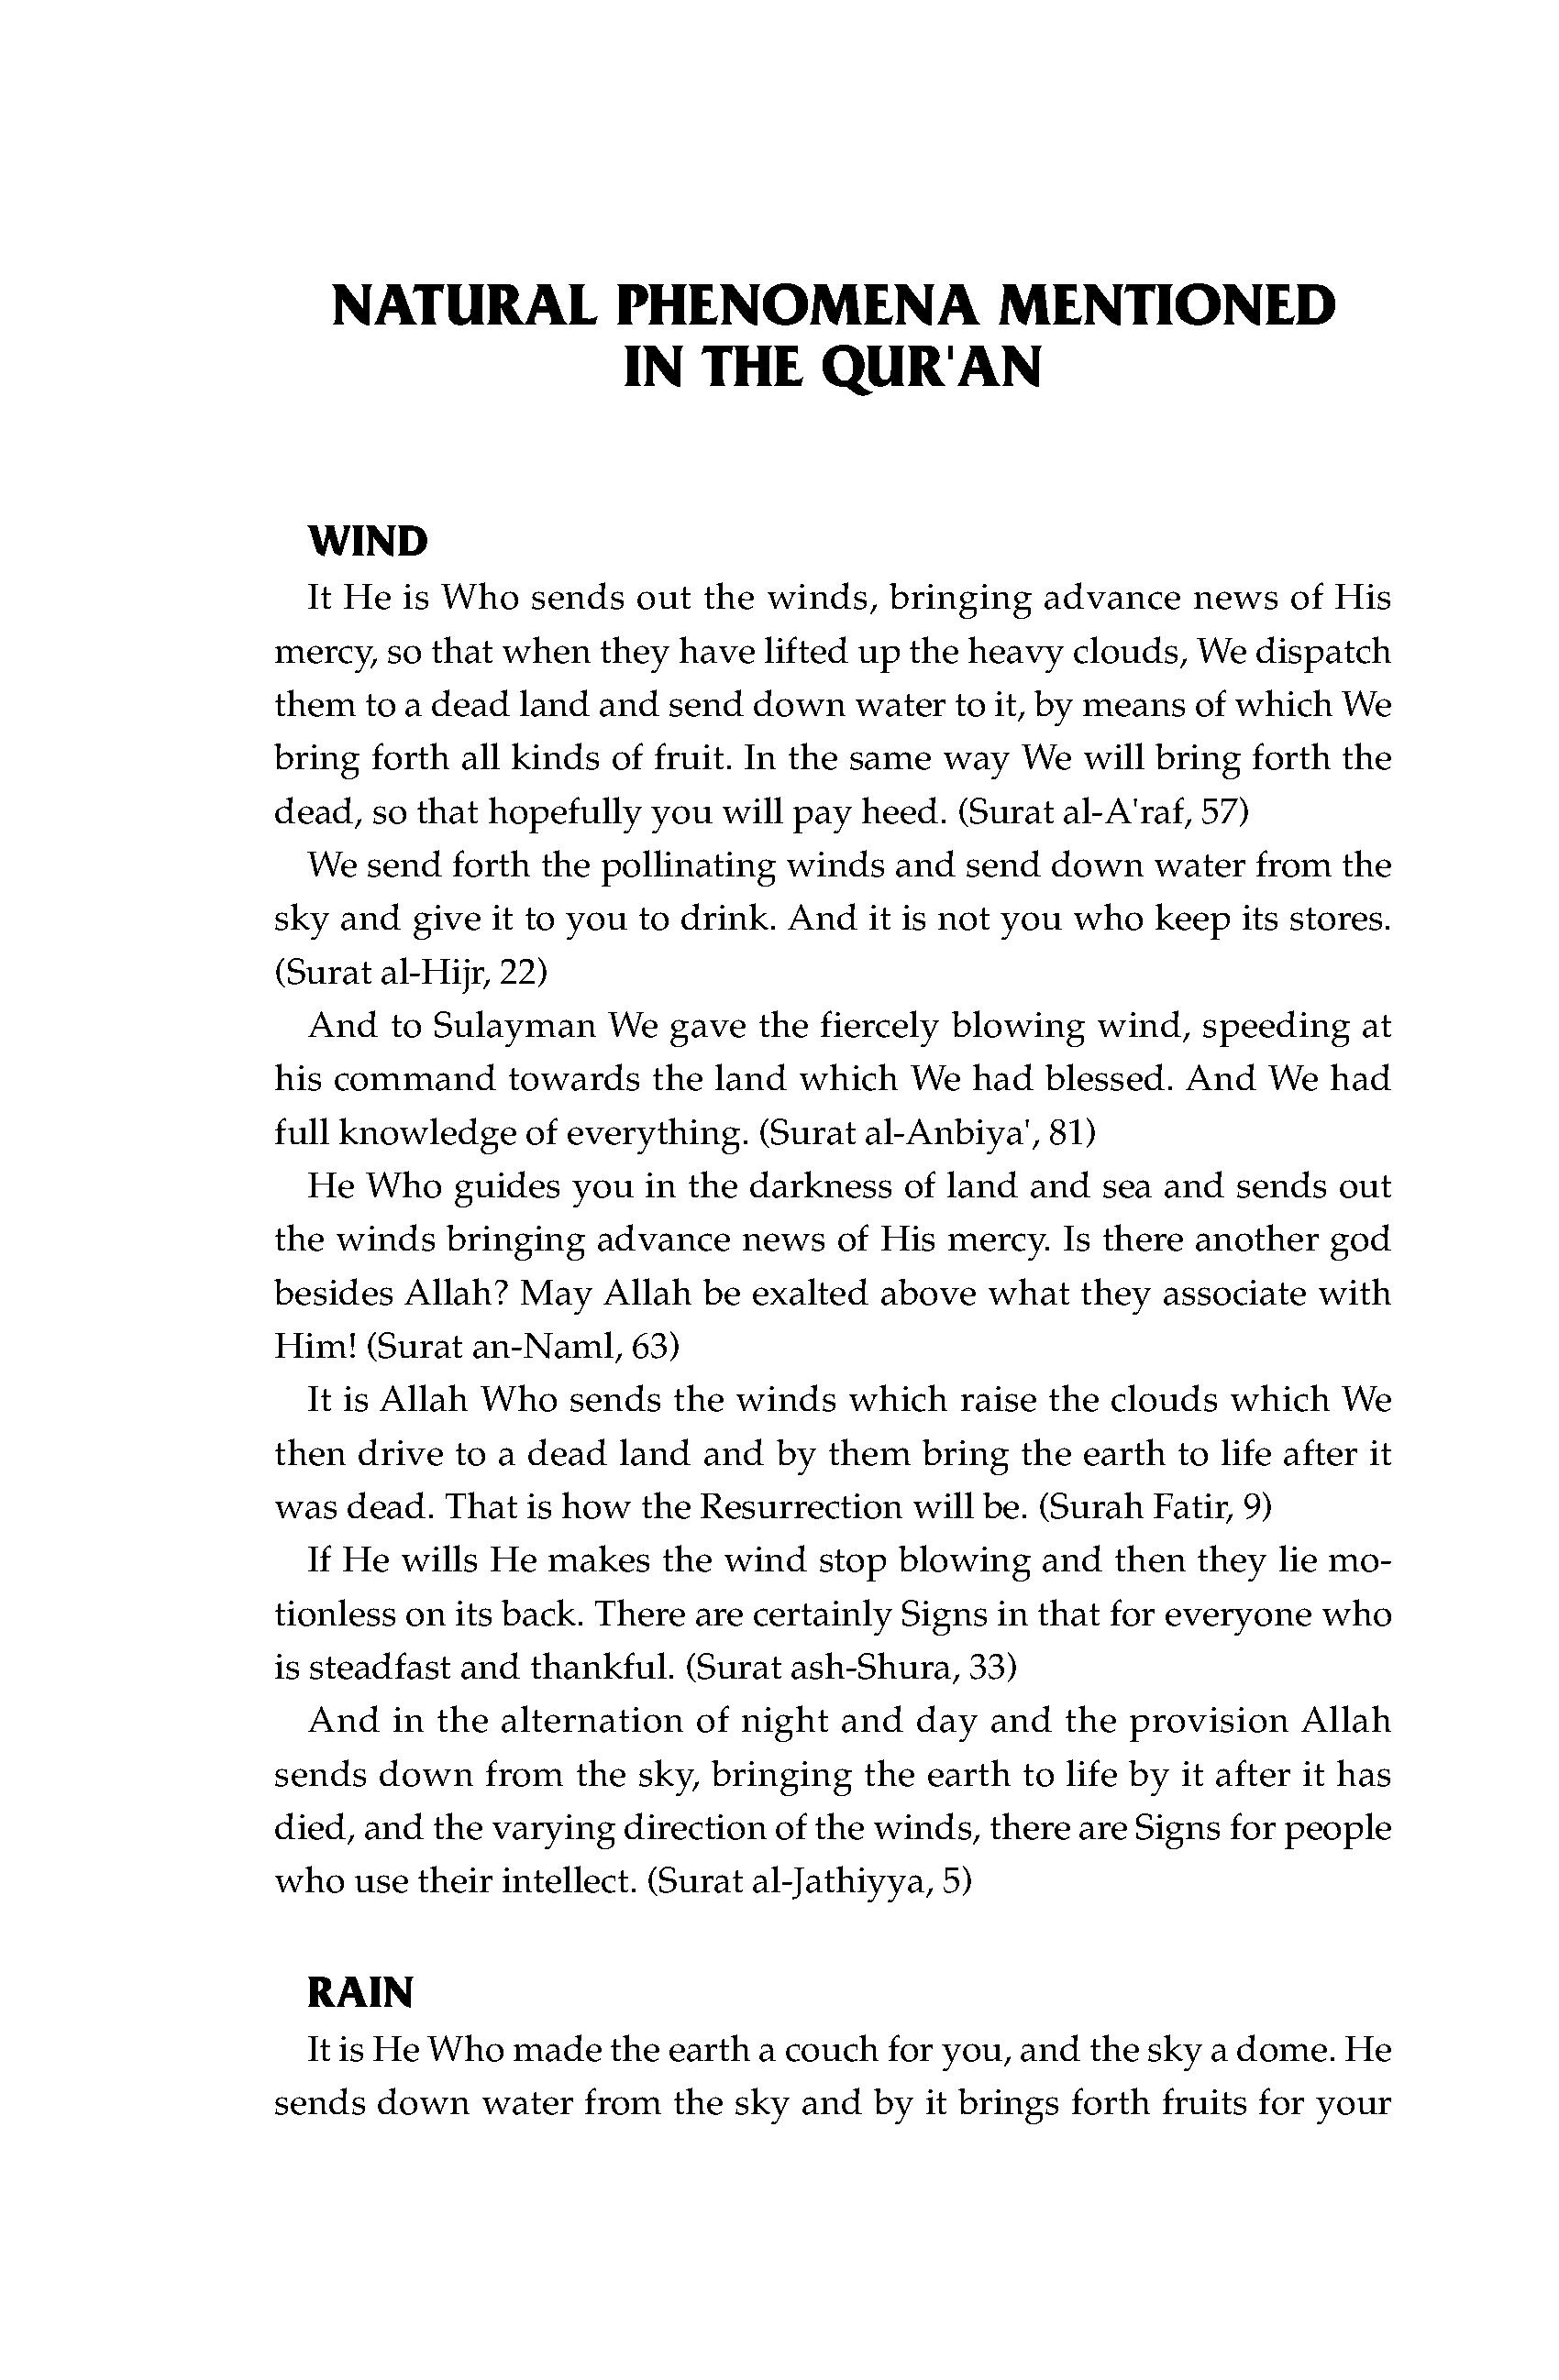 NATURAL PHENOMENA MENTIONED
IN THE QUR'AN
WIND
It He is Who sends out the winds, bringing advance news of His
mercy, so that when they have lifted up the heavy clouds, We dispatch
them to a dead land and send down water to it, by means of which We
bring forth all kinds of fruit. In the same way We will bring forth the
dead, so that hopefully you will pay heed. (Surat al-A'raf, 57)
We send forth the pollinating winds and send down water from the
sky and give it to you to drink. And it is not you who keep its stores.
(Surat al-Hijr, 22)
And to Sulayman We gave the fiercely blowing wind, speeding at
his command towards the land which We had blessed. And We had
full knowledge of everything. (Surat al-Anbiya', 81)
He Who guides you in the darkness of land and sea and sends out
the winds bringing advance news of His mercy. Is there another god
besides Allah? May Allah be exalted above what they associate with
Him! (Surat an-Naml, 63)
It is Allah Who sends the winds which raise the clouds which We
then drive to a dead land and by them bring the earth to life after it
was dead. That is how the Resurrection will be. (Surah Fatir, 9)
If He wills He makes the wind stop blowing and then they lie mo-
tionless on its back. There are certainly Signs in that for everyone who
is steadfast and thankful. (Surat ash-Shura, 33)
And in the alternation of night and day and the provision Allah
sends down from the sky, bringing the earth to life by it after it has
died, and the varying direction of the winds, there are Signs for people
who use their intellect. (Surat al-Jathiyya, 5)
RAIN
It is He Who made the earth a couch for you, and the sky a dome. He
sends down water from the sky and by it brings forth fruits for your